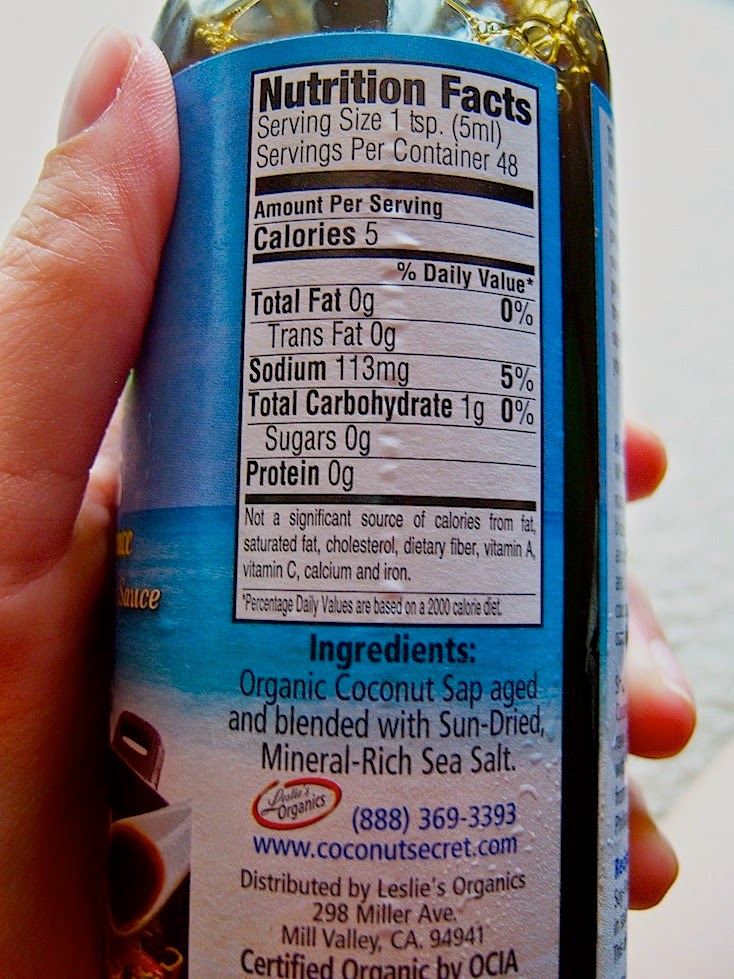 Nutrition Facts
Serving Size 1 tsp. (5ml)
Servings Per Container 48
Amount Per Serving
Calories 5
% Daily Value*
Total Fat 0g 0%
Trans Fat 0g
Sodium 113mg 5%
Total Carbohydrate 1g 0%
Sugars 0g
Protein 0g
Not a significant source of calories from fat,
saturated fat, cholesterol, dietary fiber, vitamin A,
vitamin C, calcium and iron.
*Percentage Daily Values are based on a 2000 calorie diet.
Sauce
Ingredients:
Organic Coconut Sap aged
and blended with Sun-Dried,
Mineral-Rich Sea Salt.
Leslie's
Organics
(888) 369-3393
www.coconutsecret.com
Distributed by Leslie's Organics
298 Miller Ave.
Mill Valley, CA. 94941
Certified Organic by OCIA